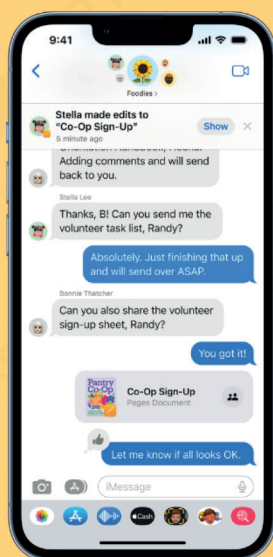 9:41
Foodies >
Stella made edits to
"Co-Op Sign-Up"
5 minute ago
Show
Adding comments and will send
back to you.
Stella Lee
Thanks, B! Can you send me the
volunteer task list, Randy?
Absolutely. Just finishing that up
and will send over ASAP.
Bonnie Thatcher
Can you also share the volunteer
sign-up sheet, Randy?
You got it!
Pantry
Co-Op
Co-Op Sign-Up
Pages Document
Let me know if all looks OK.
iMessage
Cash